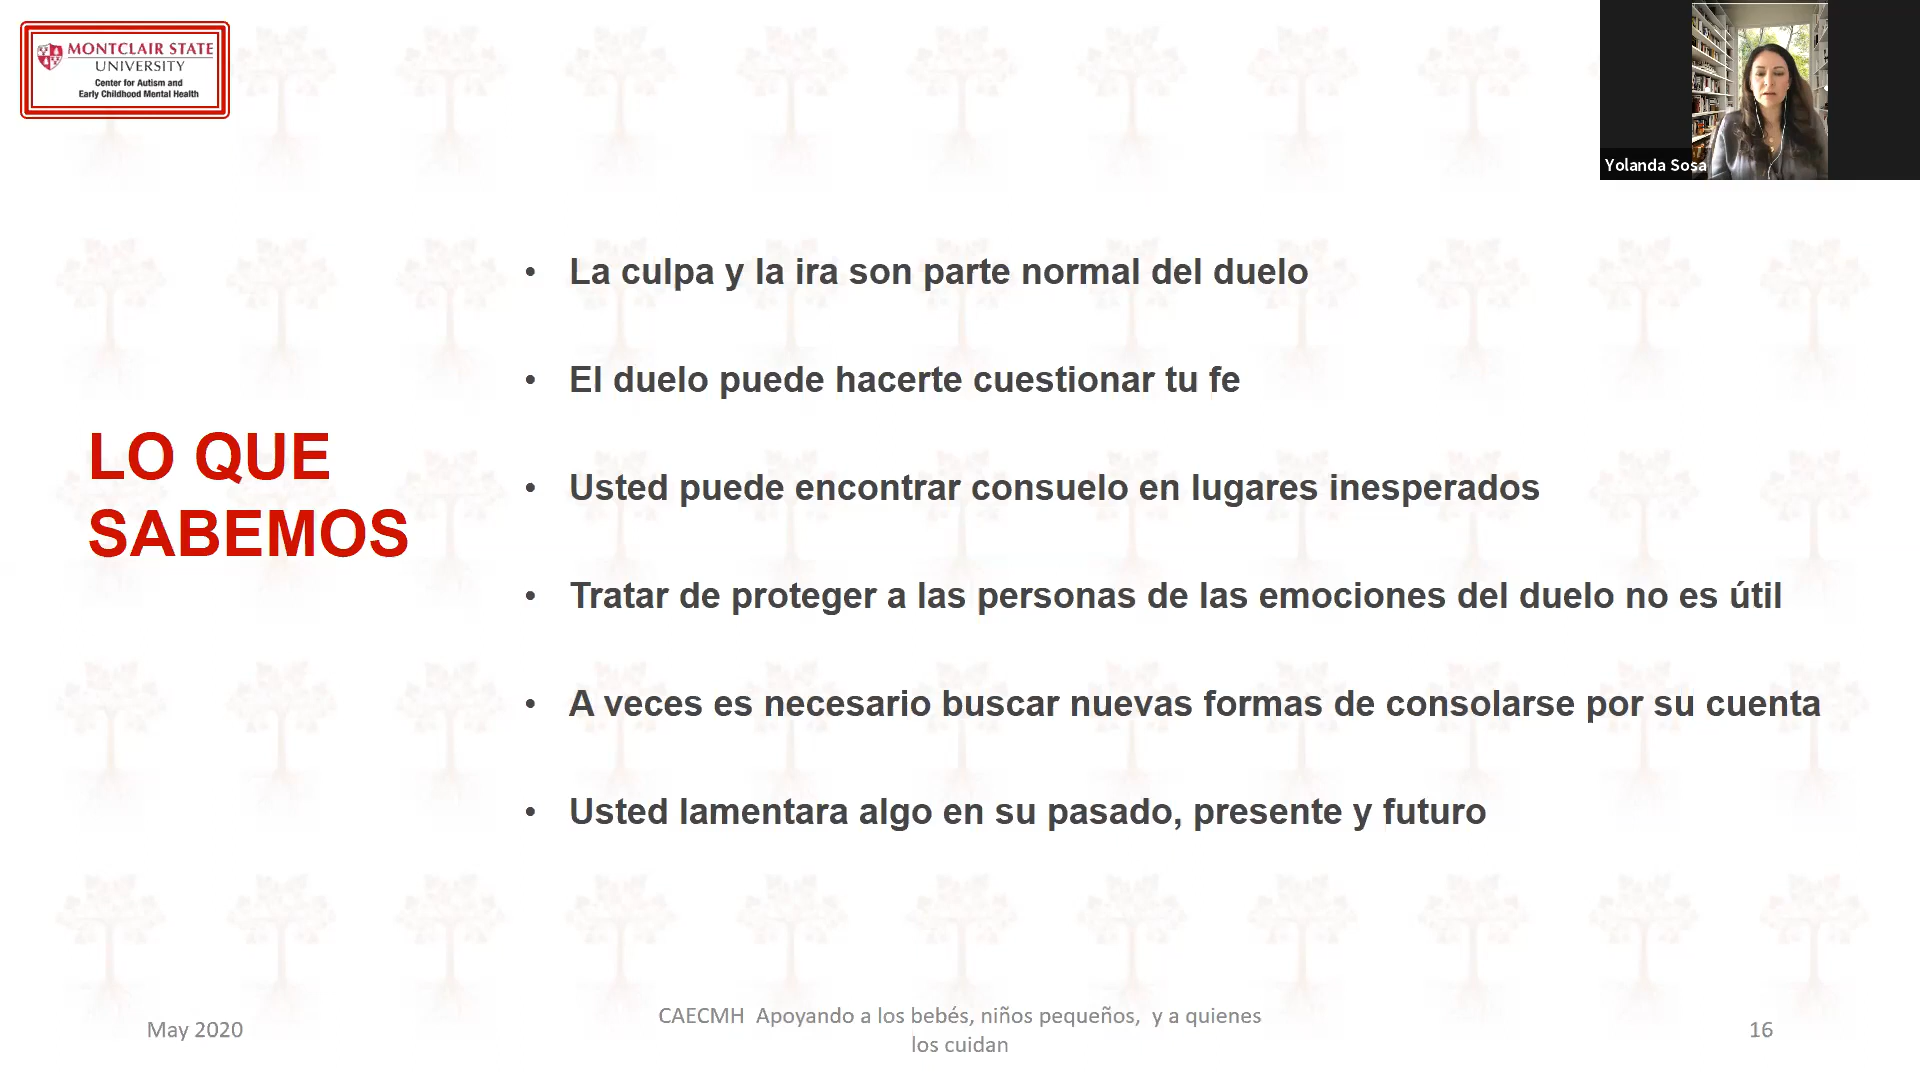 MONTCLAIR STATE
UNIVERSITY
Center for Autism and
Early Childhood Mental Health
Yolanda Sosa
LO QUE
SABEMOS
• La culpa y la ira son parte normal del duelo
• El duelo puede hacerte cuestionar tu fe
• Usted puede encontrar consuelo en lugares inesperados
• Tratar de proteger a las personas de las emociones del duelo no es útil
• A veces es necesario buscar nuevas formas de consolarse por su cuenta
• Usted lamentara algo en su pasado, presente y futuro
May 2020
CAECMH Apoyando a los bebés, niños pequeños, y a quienes
los cuidan
16